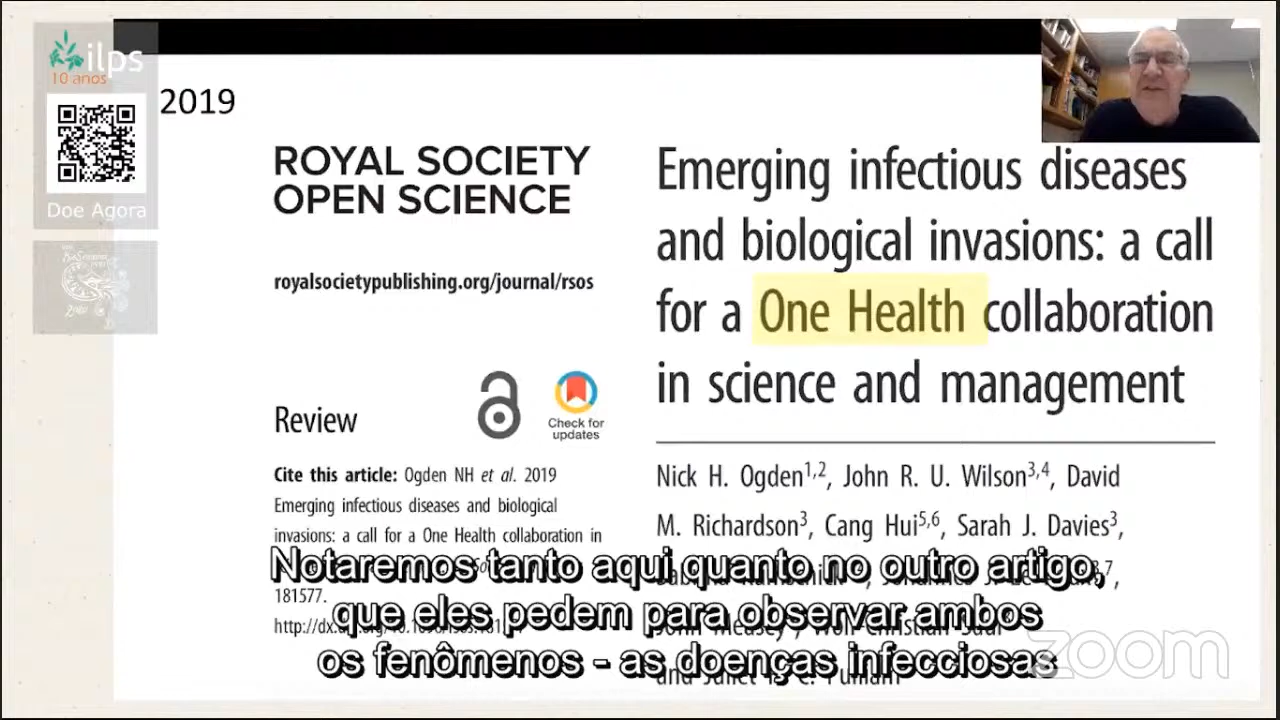 ilps
10 anos
Doe Agora
2019
ROYAL SOCIETY
OPEN SCIENCE
royalsocietypublishing.org/journal/rsos
Review
Check for
updates
Cite this article: Ogden NH et al. 2019
Emerging infectious diseases and biological
invasions: a call for a One Health collaboration in
181577.
Emerging infectious diseases
and biological invasions: a call
for a One Health collaboration
in science and management
Nick H. Ogden1,2, John R. U. Wilson3,4, David
M. Richardson3, Cang Hui5,6, Sarah J. Davies3,
Notaremos tanto aqui quanto no outro artigo,
que eles pedem para observar ambos
os fenômenos - as doenças infecciosas
zoom